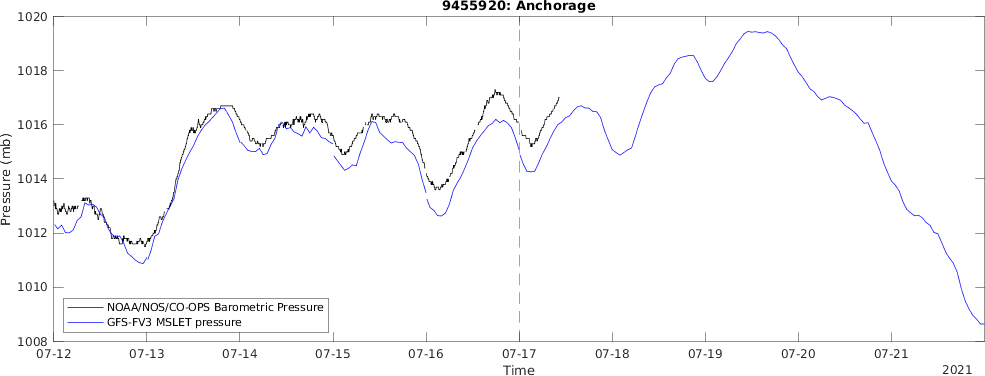 9455920: Anchorage
1020
1018
1016
1014
1012
1010
1008
Pressure (mb)
NOAA/NOS/CO-OPS Barometric Pressure
GFS-FV3 MSLET pressure
07-12 07-13 07-14 07-15 07-16 07-17 07-18 07-19 07-20 07-21
Time
2021